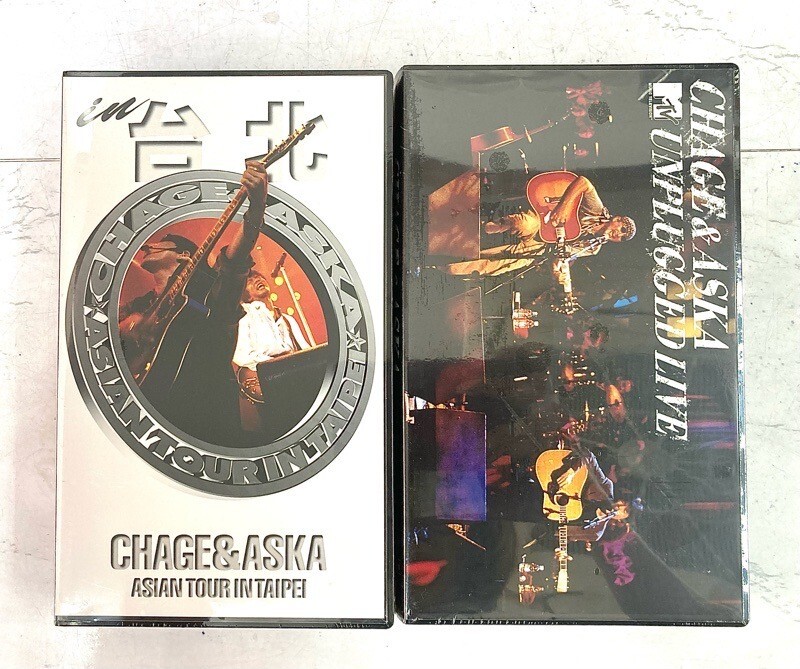 in
台北
CHAGE&ASKA
ASIAN TOUR IN TAIPEI
CHAGE&ASKA
ASIAN TOUR IN TAIPEI
CHAGE&ASKA
MTV UNPLUGGED LIVE